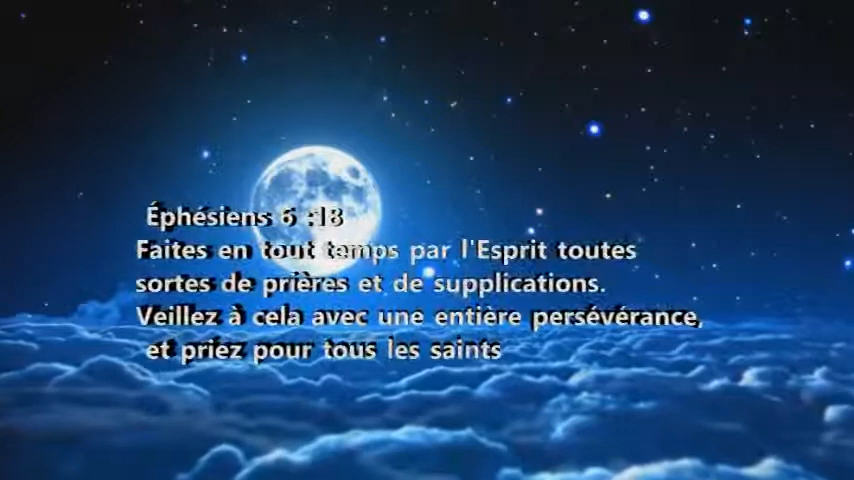 Éphésiens 6 :18
Faites en tout temps par l'Esprit toutes
sortes de prières et de supplications.
Veillez à cela avec une entière persévérance,
et priez pour tous les saints